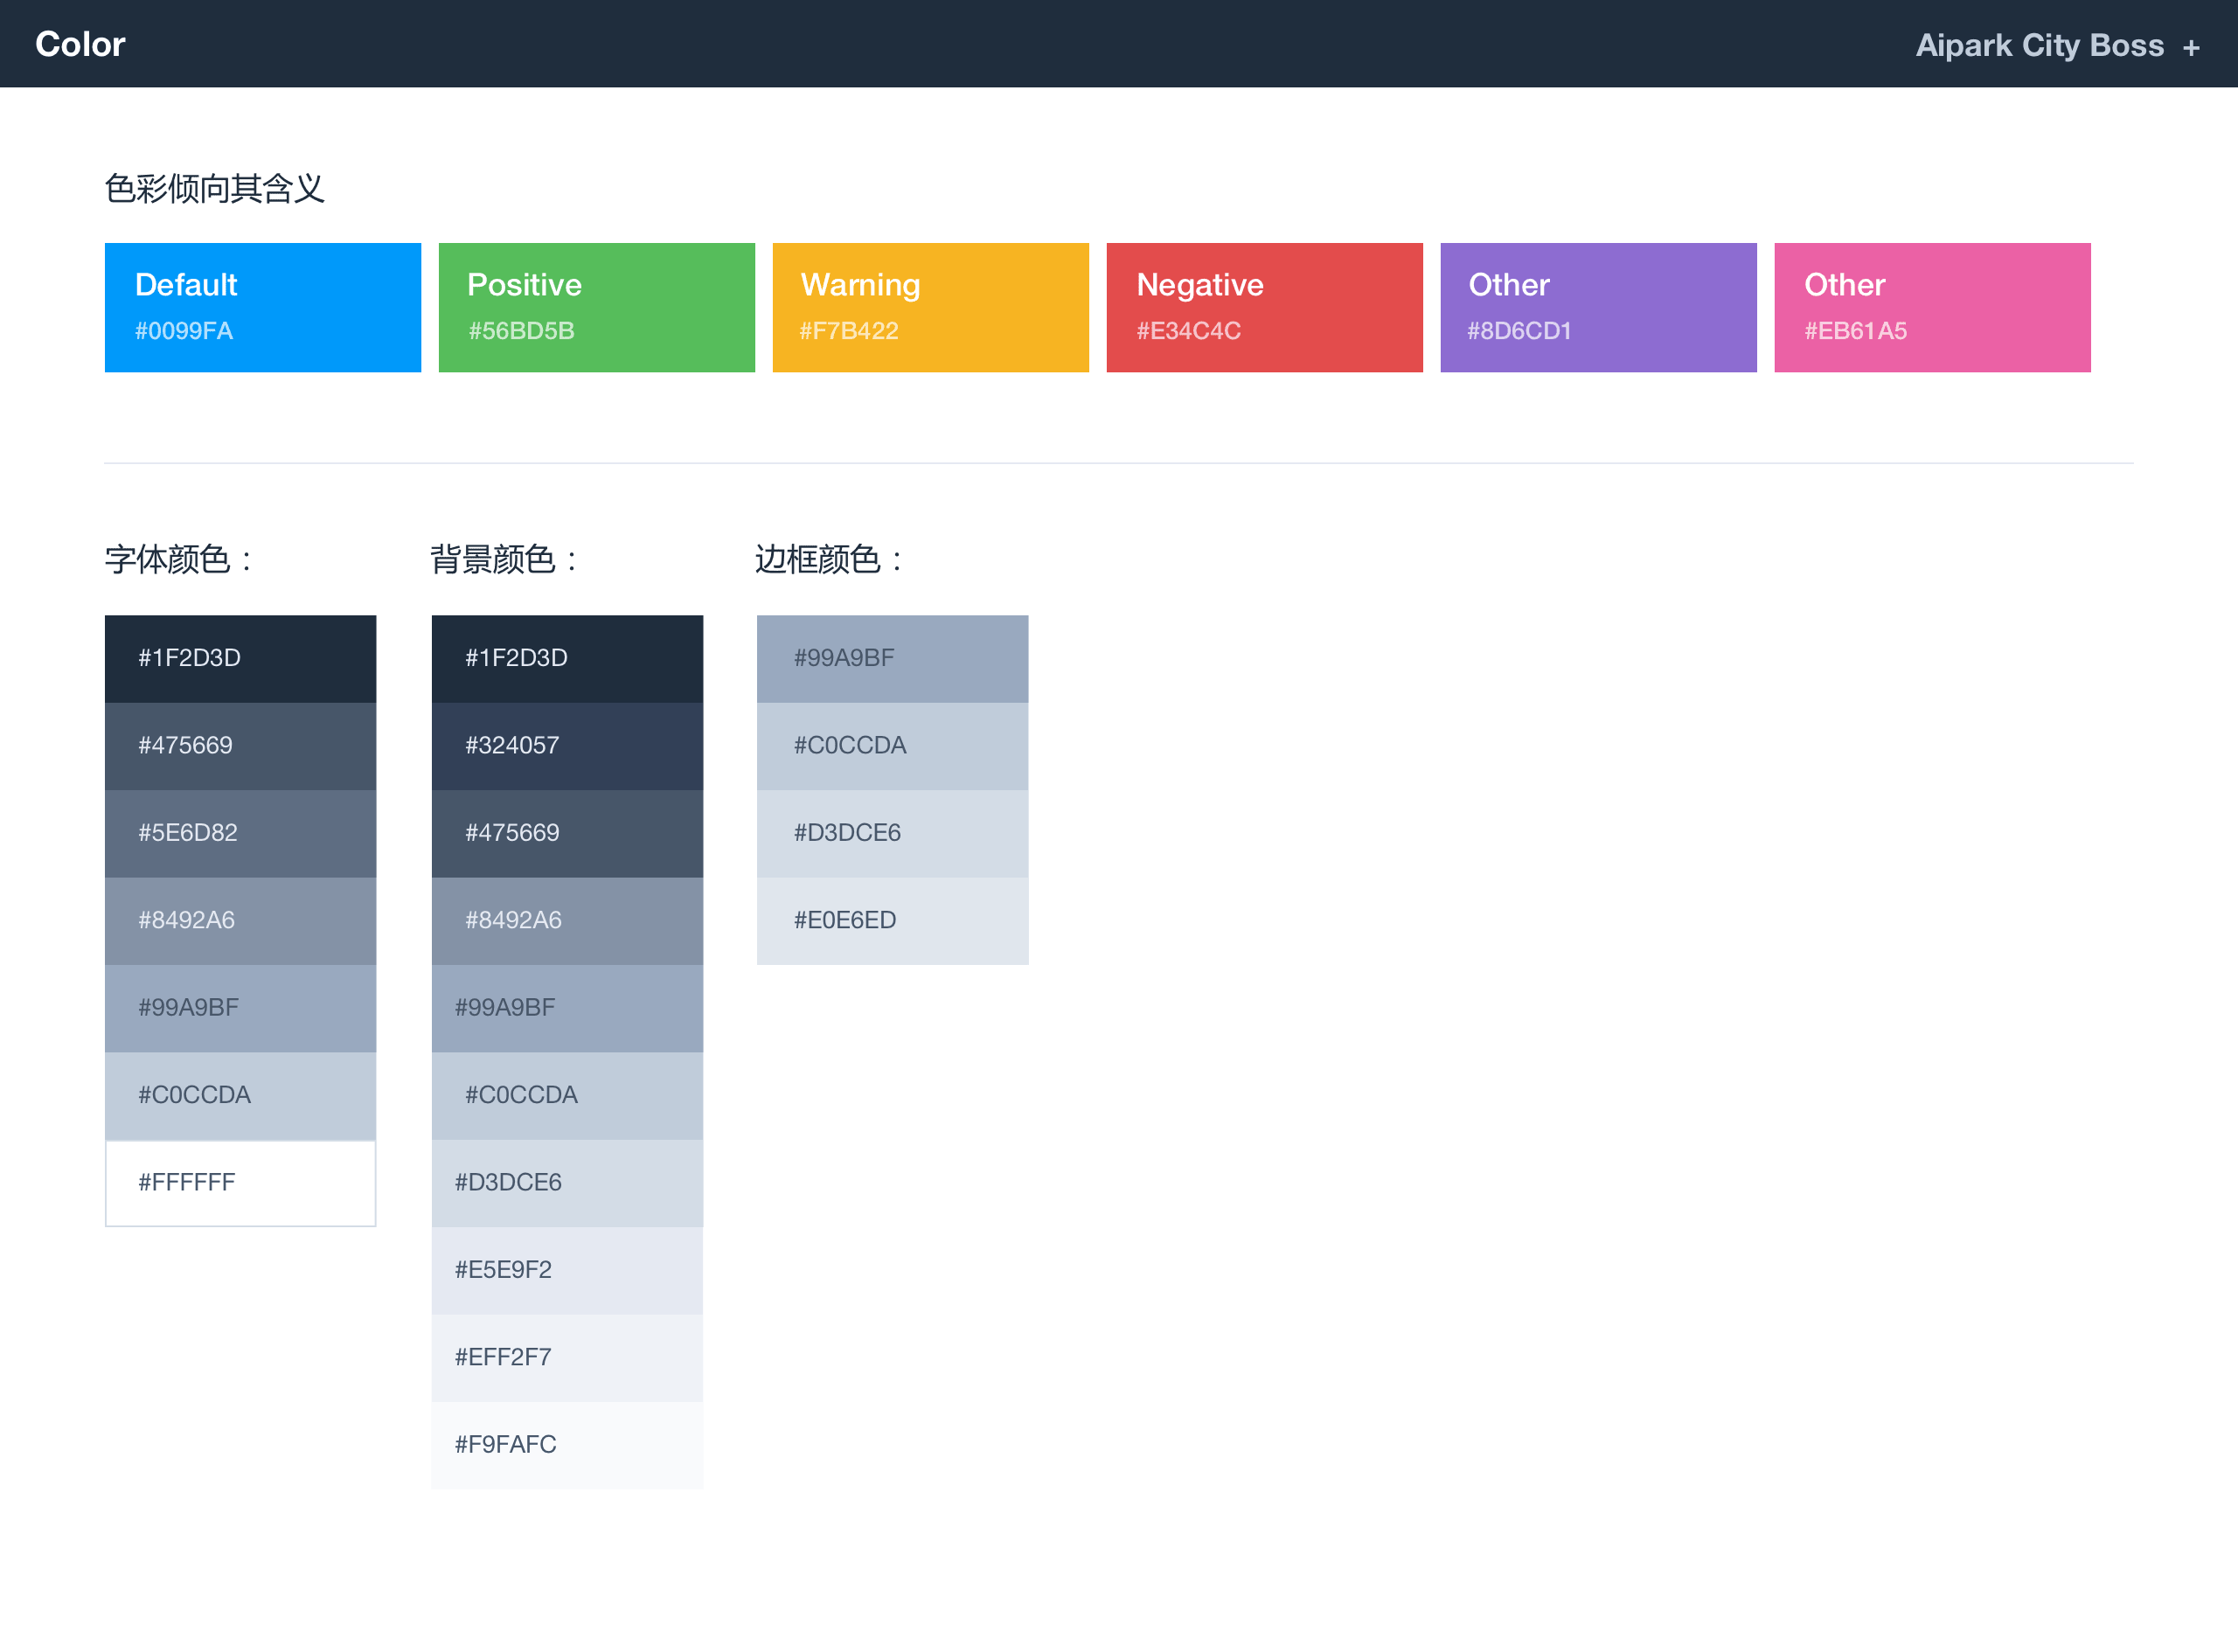 Color
Aipark City Boss +
色彩倾向其含义
Default
#0099FA
Positive
#56BD5B
Warning
#F7B422
Negative
#E34C4C
Other
#8D6CD1
Other
#EB61A5
字体颜色：
#1F2D3D
#475669
#5E6D82
#8492A6
#99A9BF
#C0CCDA
#FFFFFF
背景颜色：
#1F2D3D
#324057
#475669
#8492A6
#99A9BF
#C0CCDA
#D3DCE6
#E5E9F2
#EFF2F7
#F9FAFC
边框颜色：
#99A9BF
#C0CCDA
#D3DCE6
#E0E6ED